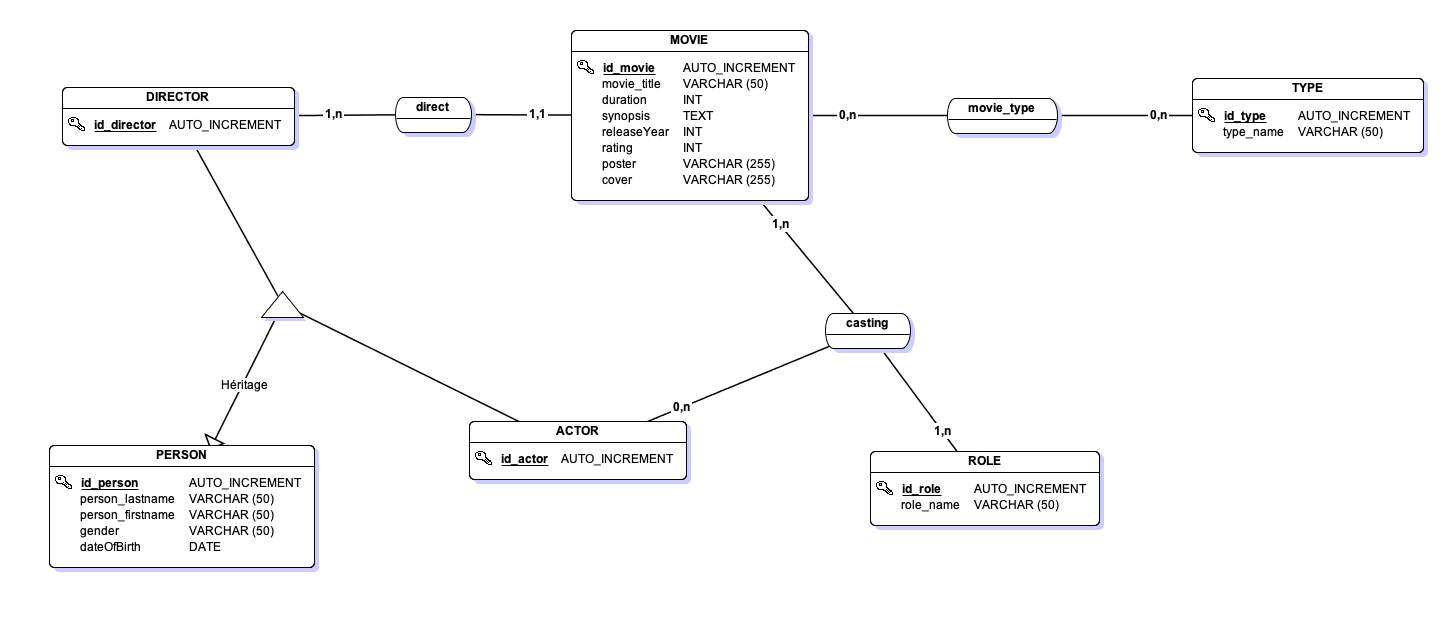 MOVIE
id_movie AUTO_INCREMENT
movie_title VARCHAR (50)
duration INT
synopsis TEXT
releaseYear INT
rating INT
poster VARCHAR (255)
cover VARCHAR (255)
DIRECTOR
id_director AUTO_INCREMENT
1,n
direct
1,1
0,n
movie_type
0,n
TYPE
id_type AUTO_INCREMENT
type_name VARCHAR (50)
1,n
casting
Héritage
0,n
1,n
PERSON
id_person AUTO_INCREMENT
person_lastname VARCHAR (50)
person_firstname VARCHAR (50)
gender VARCHAR (50)
dateOfBirth DATE
ACTOR
id_actor AUTO_INCREMENT
ROLE
id_role AUTO_INCREMENT
role_name VARCHAR (50)